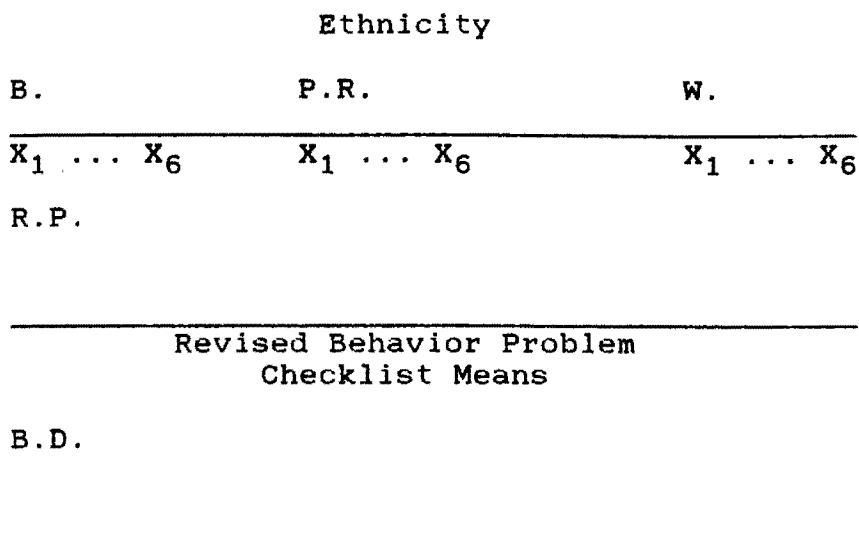 Ethnicity
B. P.R. W.
X₁ ... X₆ X₁ ... X₆ X₁ ... X₆
R.P.
Revised Behavior Problem
Checklist Means
B.D.